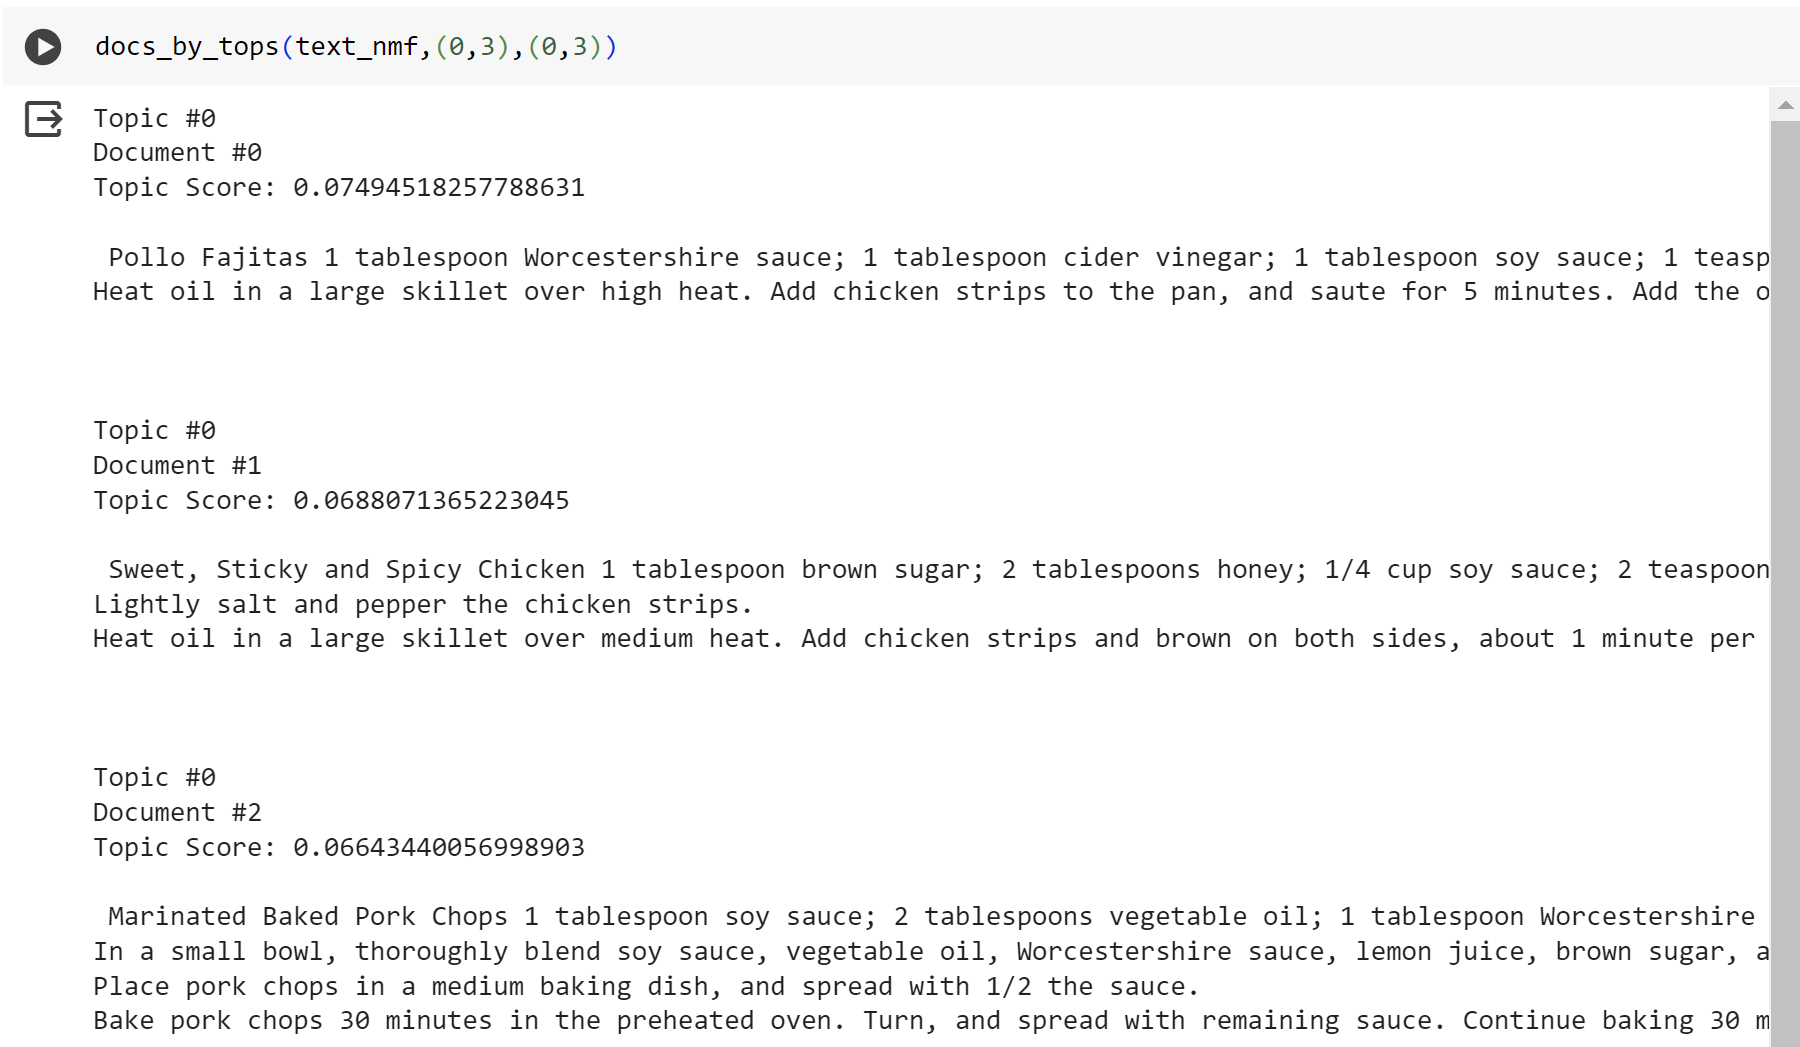 docs_by_tops(text_nmf,(0,3),(0,3))
Topic #0
Document #0
Topic Score: 0.07494518257788631
Pollo Fajitas 1 tablespoon Worcestershire sauce; 1 tablespoon cider vinegar; 1 tablespoon soy sauce; 1 teasp
Heat oil in a large skillet over high heat. Add chicken strips to the pan, and saute for 5 minutes. Add the o
Topic #0
Document #1
Topic Score: 0.0688071365223045
Sweet, Sticky and Spicy Chicken 1 tablespoon brown sugar; 2 tablespoons honey; 1/4 cup soy sauce; 2 teaspoon
Lightly salt and pepper the chicken strips.
Heat oil in a large skillet over medium heat. Add chicken strips and brown on both sides, about 1 minute per
Topic #0
Document #2
Topic Score: 0.06643440056998903
Marinated Baked Pork Chops 1 tablespoon soy sauce; 2 tablespoons vegetable oil; 1 tablespoon Worcestershire
In a small bowl, thoroughly blend soy sauce, vegetable oil, Worcestershire sauce, lemon juice, brown sugar, a
Place pork chops in a medium baking dish, and spread with 1/2 the sauce.
Bake pork chops 30 minutes in the preheated oven. Turn, and spread with remaining sauce. Continue baking 30 m